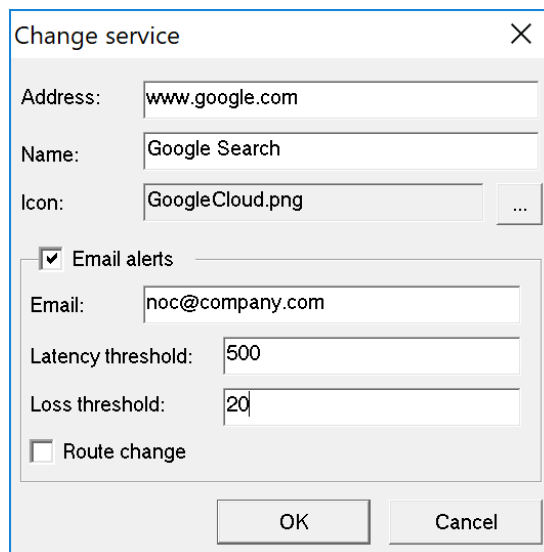 Change service
Address: www.google.com
Name: Google Search
Icon: GoogleCloud.png ...
Email alerts
Email: noc@company.com
Latency threshold: 500
Loss threshold: 20
Route change
OK Cancel